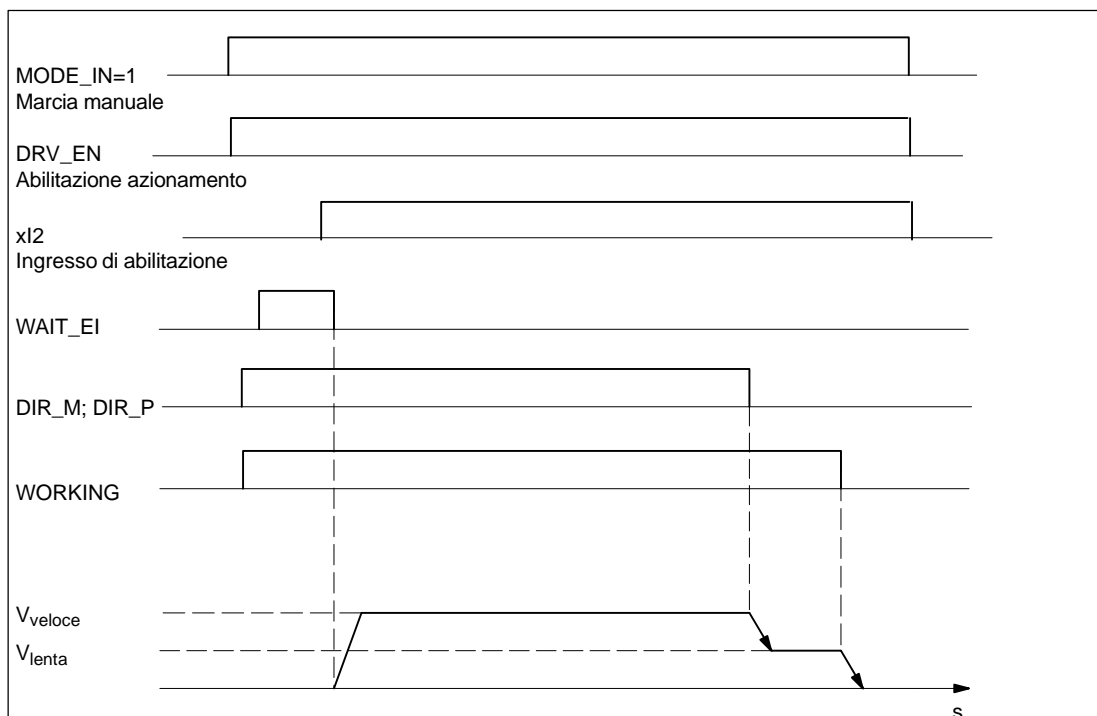 MODE_IN=1
Marcia manuale
DRV_EN
Abilitazione azionamento
xI2
Ingresso di abilitazione
WAIT_EI
DIR_M; DIR_P
WORKING
Vveloce
Vlenta
s